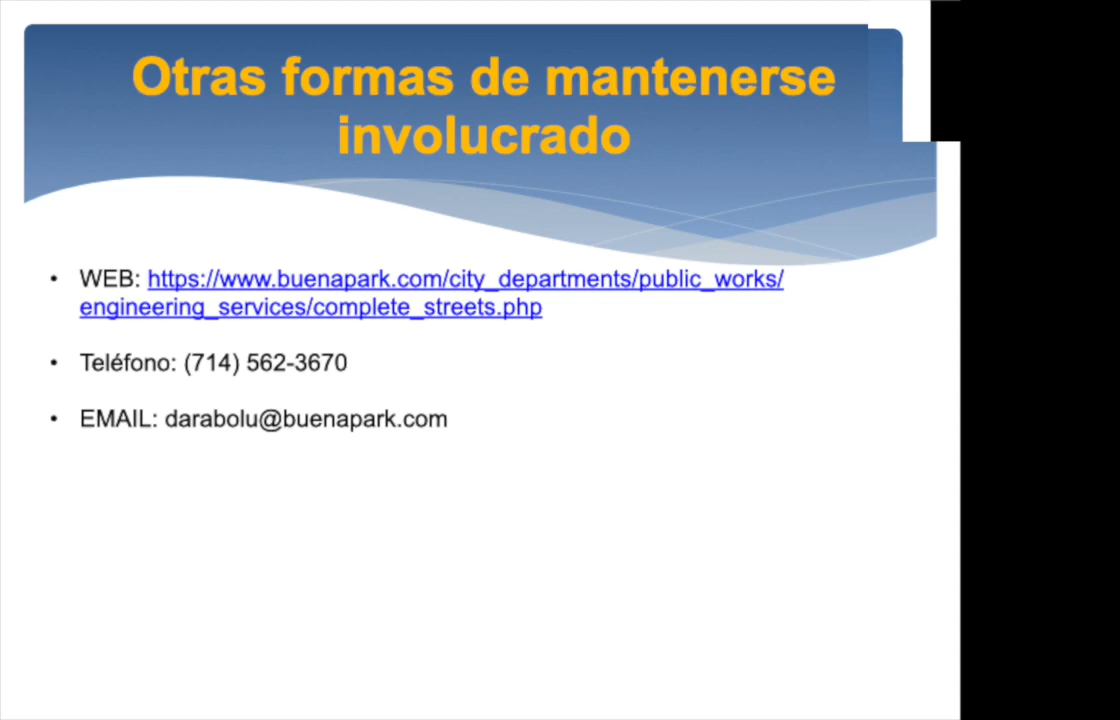 Otras formas de mantenerse
involucrado
• WEB: https://www.buenapark.com/city_departments/public_works/
engineering_services/complete_streets.php
• Teléfono: (714) 562-3670
• EMAIL: darabolu@buenapark.com